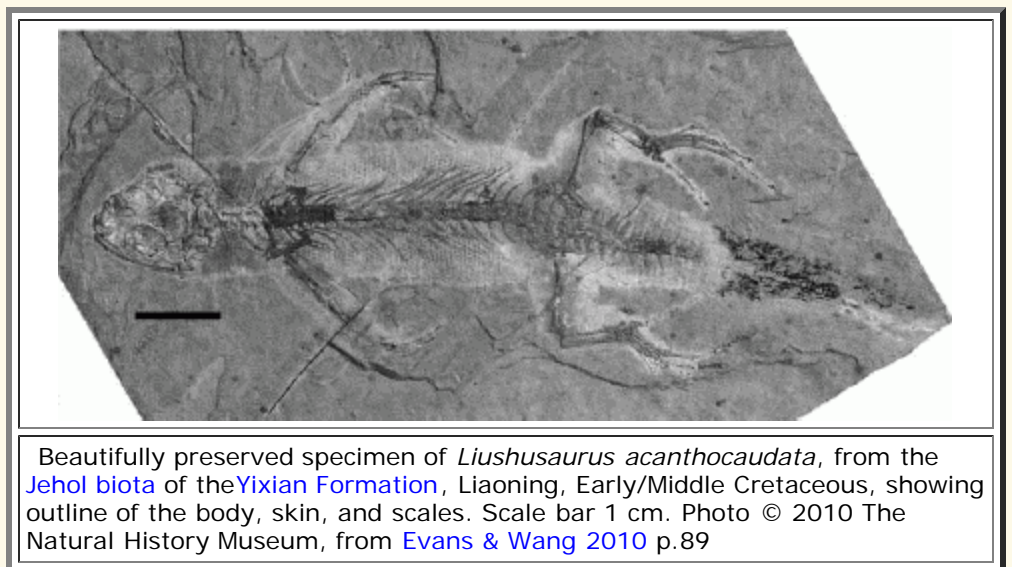 Beautifully preserved specimen of Liushusaurus acanthocaudata, from the
Jehol biota of theYixian Formation, Liaoning, Early/Middle Cretaceous, showing
outline of the body, skin, and scales. Scale bar 1 cm. Photo © 2010 The
Natural History Museum, from Evans & Wang 2010 p.89